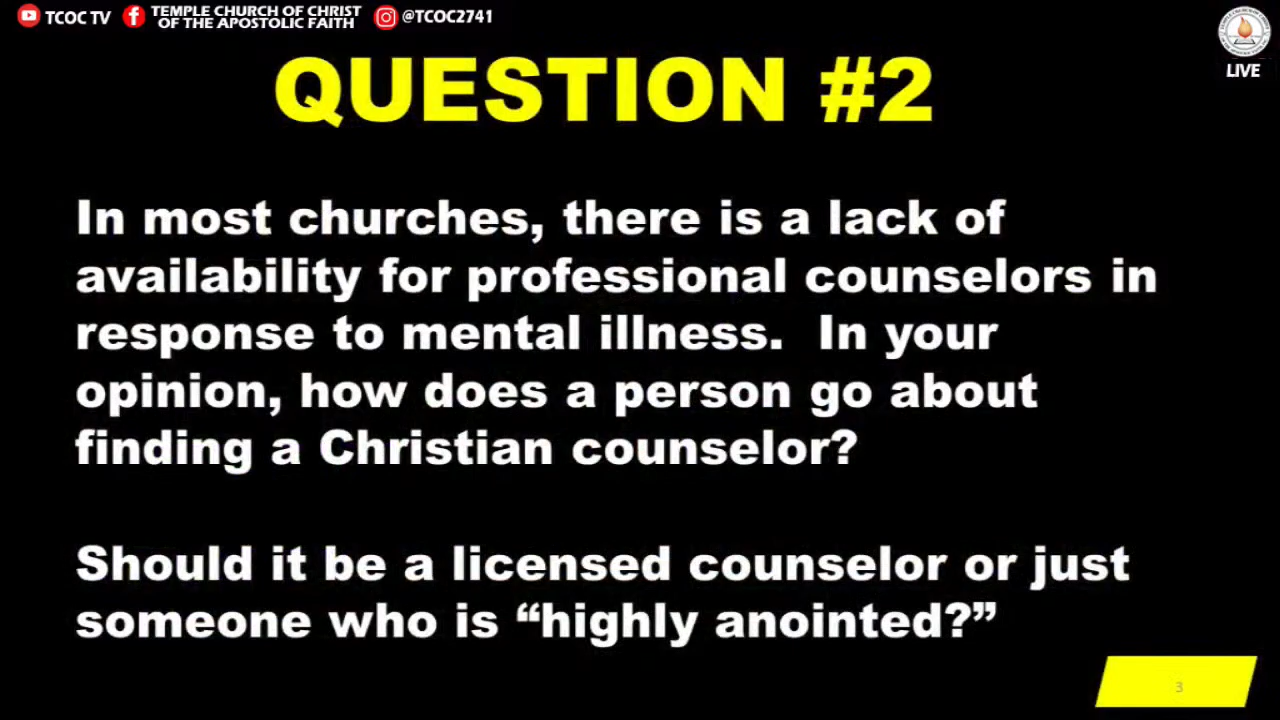 TCOC TV
TEMPLE CHURCH OF CHRIST
OF THE APOSTOLIC FAITH
@TCOC2741
LIVE
QUESTION #2
In most churches, there is a lack of
availability for professional counselors in
response to mental illness.  In your
opinion, how does a person go about
finding a Christian counselor?
Should it be a licensed counselor or just
someone who is “highly anointed?”
3